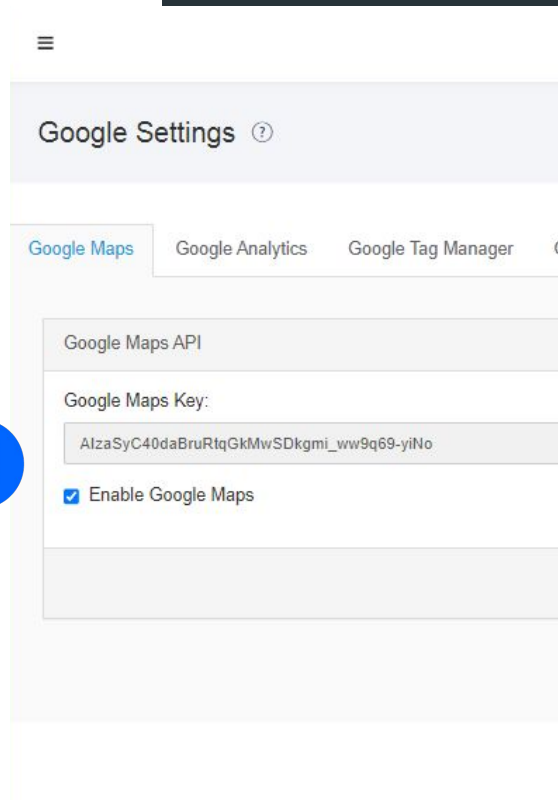 Google Settings
Google Maps
Google Analytics
Google Tag Manager
Google Maps API
Google Maps Key:
AIzaSyC40daBruRtqGkMwSDkgmi_ww9q69-yiNo
Enable Google Maps